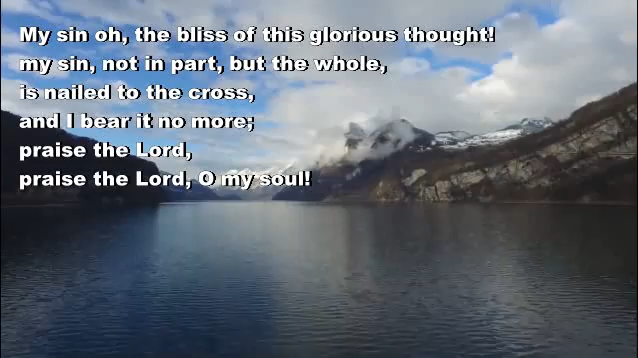 My sin oh, the bliss of this glorious thought!
my sin, not in part, but the whole,
is nailed to the cross,
and I bear it no more;
praise the Lord,
praise the Lord, O my soul!